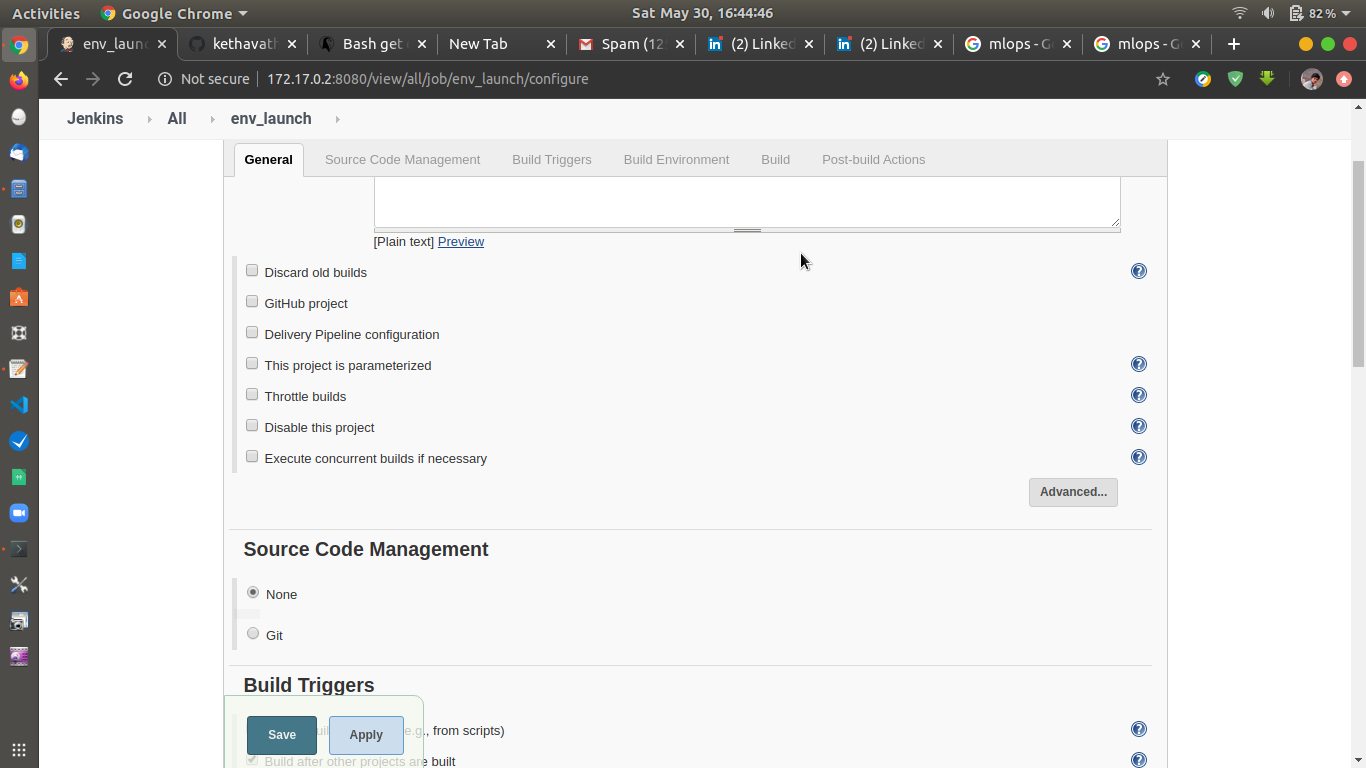 Activities Google Chrome Sat May 30, 16:44:46 82 %
env_laun kethavat Bash get New Tab Spam (12 (2) Linked (2) Linked mlops - G mlops - G
Not secure 172.17.0.2:8080/view/all/job/env_launch/configure
Jenkins All env_launch
General Source Code Management Build Triggers Build Environment Build Post-build Actions
[Plain text] Preview
Discard old builds
GitHub project
Delivery Pipeline configuration
This project is parameterized
Throttle builds
Disable this project
Execute concurrent builds if necessary
Advanced...
Source Code Management
None
Git
Build Triggers
Save Apply e.g., from scripts)
Build after other projects are built